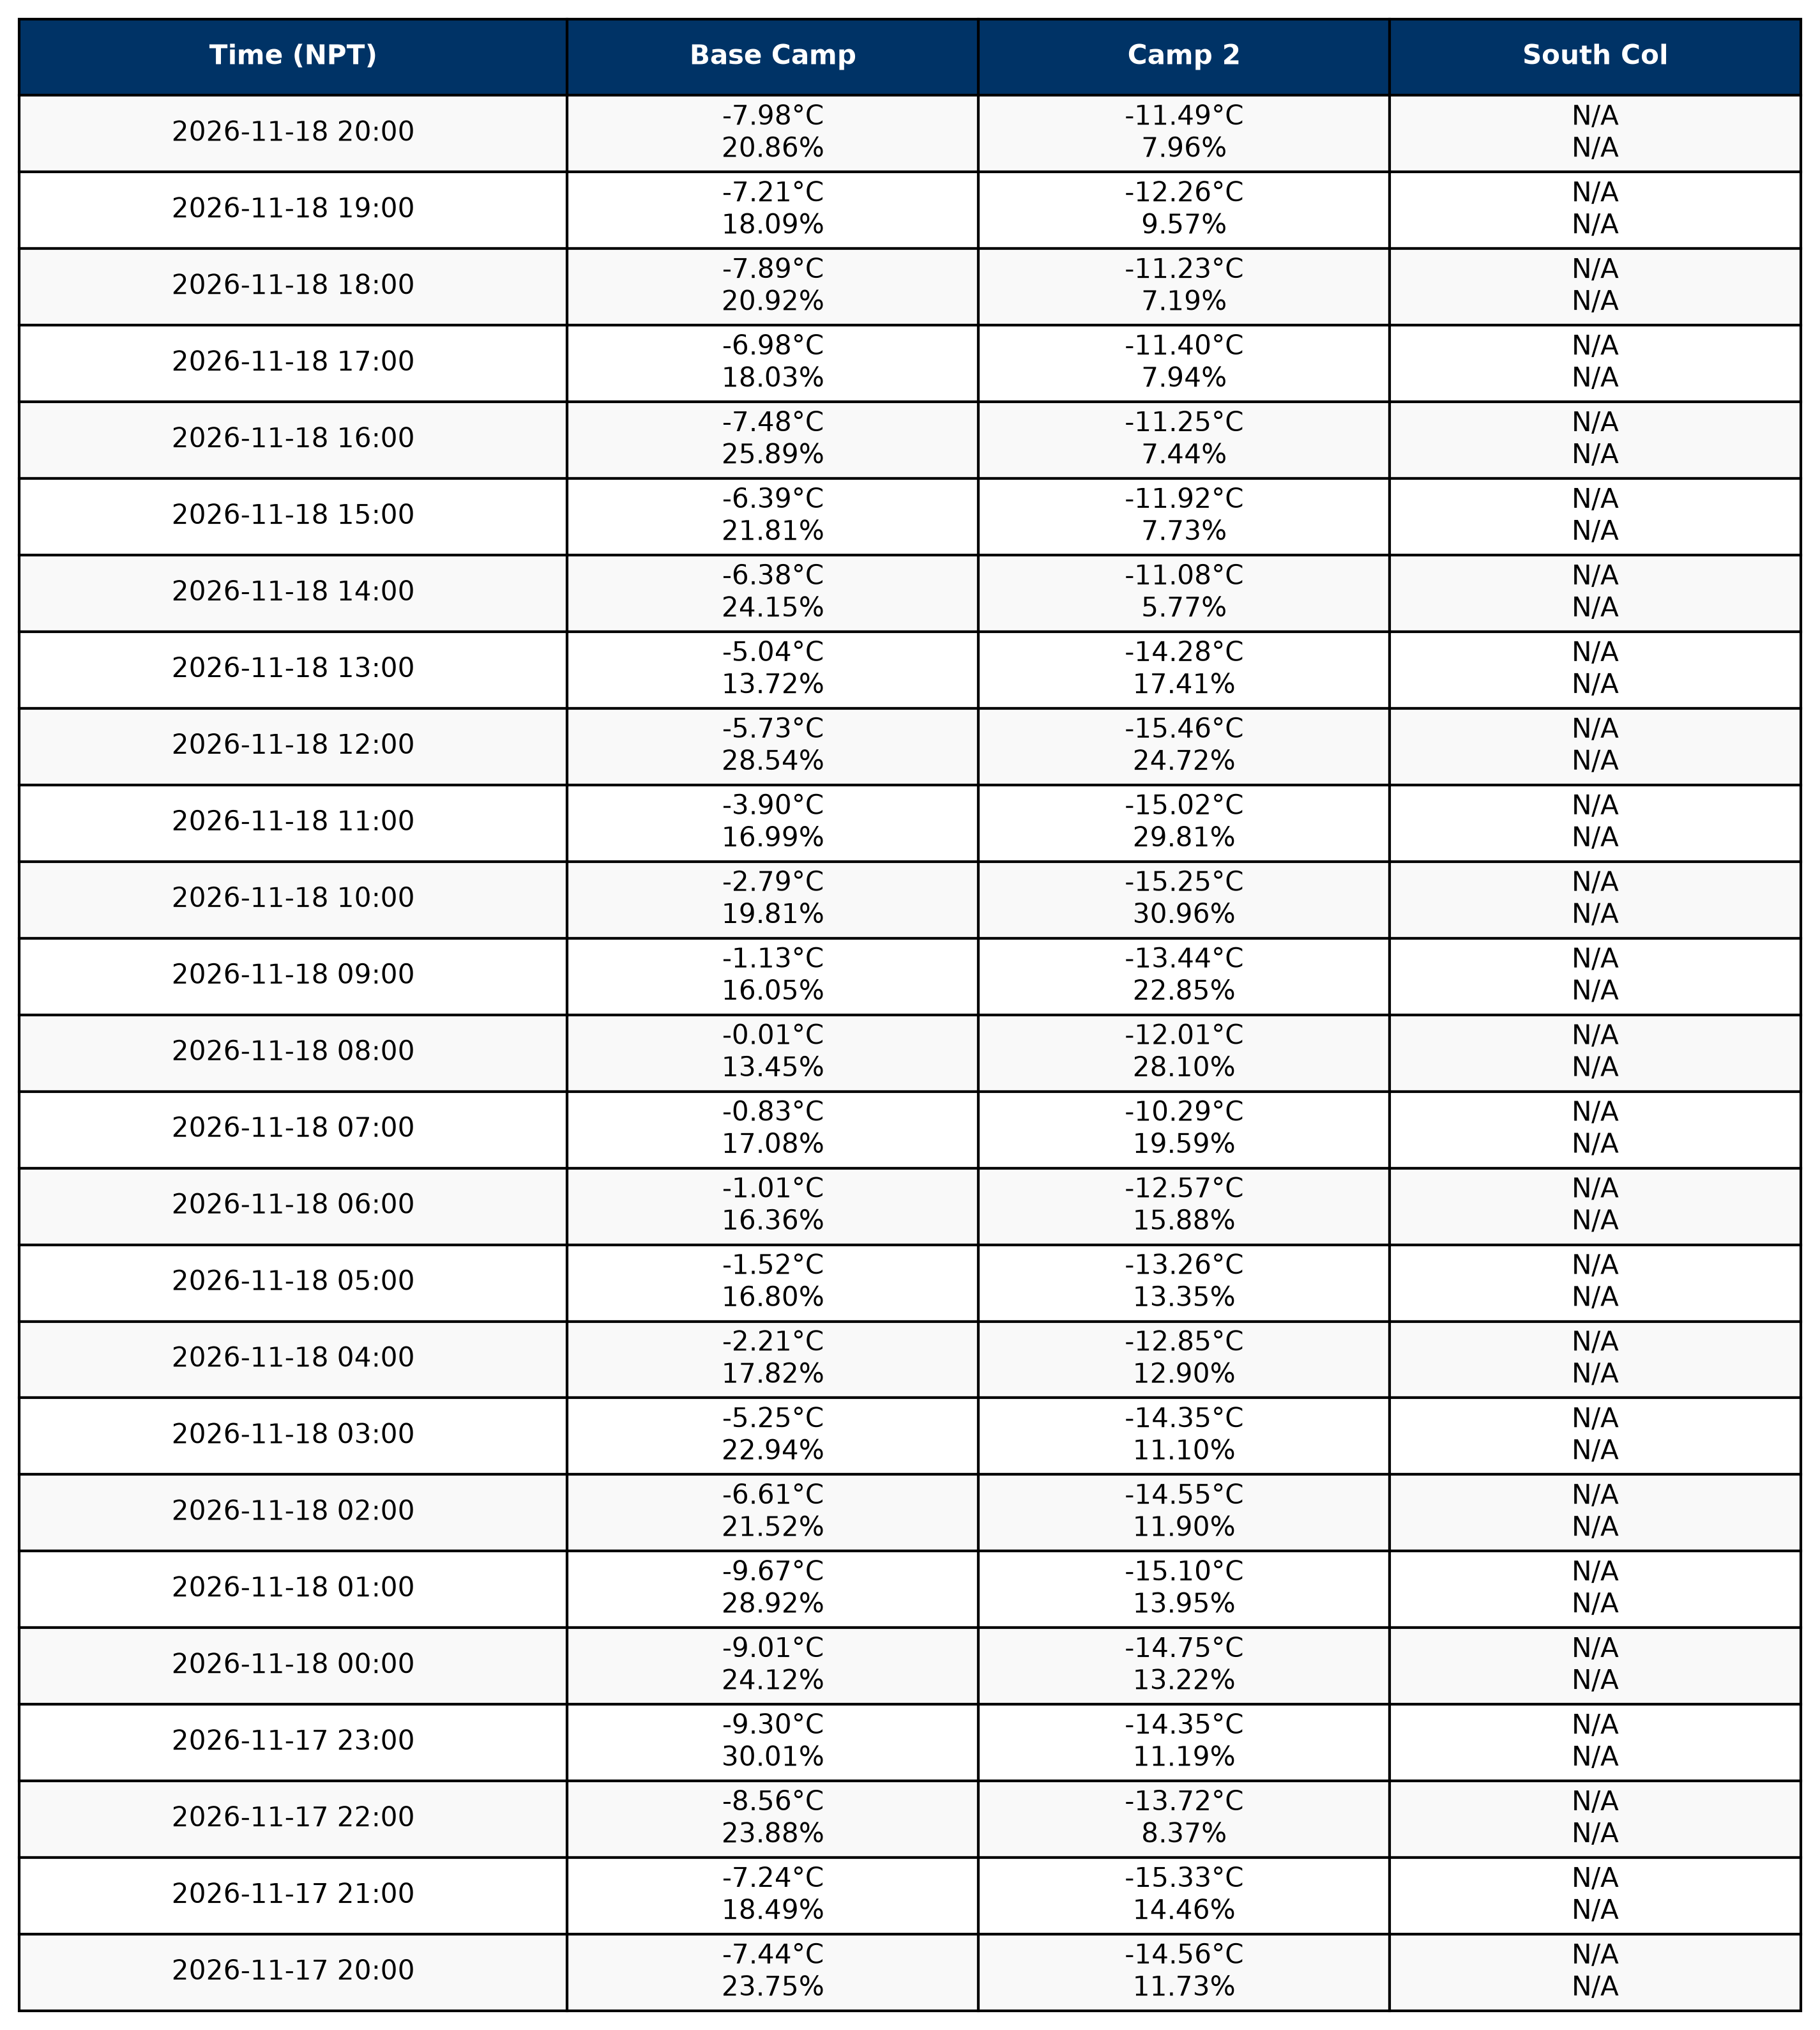 Time (NPT) Base Camp Camp 2 South Col
2026-11-18 20:00 -7.98°C -11.49°C N/A
20.86% 7.96% N/A
2026-11-18 19:00 -7.21°C -12.26°C N/A
18.09% 9.57% N/A
2026-11-18 18:00 -7.89°C -11.23°C N/A
20.92% 7.19% N/A
2026-11-18 17:00 -6.98°C -11.40°C N/A
18.03% 7.94% N/A
2026-11-18 16:00 -7.48°C -11.25°C N/A
25.89% 7.44% N/A
2026-11-18 15:00 -6.39°C -11.92°C N/A
21.81% 7.73% N/A
2026-11-18 14:00 -6.38°C -11.08°C N/A
24.15% 5.77% N/A
2026-11-18 13:00 -5.04°C -14.28°C N/A
13.72% 17.41% N/A
2026-11-18 12:00 -5.73°C -15.46°C N/A
28.54% 24.72% N/A
2026-11-18 11:00 -3.90°C -15.02°C N/A
16.99% 29.81% N/A
2026-11-18 10:00 -2.79°C -15.25°C N/A
19.81% 30.96% N/A
2026-11-18 09:00 -1.13°C -13.44°C N/A
16.05% 22.85% N/A
2026-11-18 08:00 -0.01°C -12.01°C N/A
13.45% 28.10% N/A
2026-11-18 07:00 -0.83°C -10.29°C N/A
17.08% 19.59% N/A
2026-11-18 06:00 -1.01°C -12.57°C N/A
16.36% 15.88% N/A
2026-11-18 05:00 -1.52°C -13.26°C N/A
16.80% 13.35% N/A
2026-11-18 04:00 -2.21°C -12.85°C N/A
17.82% 12.90% N/A
2026-11-18 03:00 -5.25°C -14.35°C N/A
22.94% 11.10% N/A
2026-11-18 02:00 -6.61°C -14.55°C N/A
21.52% 11.90% N/A
2026-11-18 01:00 -9.67°C -15.10°C N/A
28.92% 13.95% N/A
2026-11-18 00:00 -9.01°C -14.75°C N/A
24.12% 13.22% N/A
2026-11-17 23:00 -9.30°C -14.35°C N/A
30.01% 11.19% N/A
2026-11-17 22:00 -8.56°C -13.72°C N/A
23.88% 8.37% N/A
2026-11-17 21:00 -7.24°C -15.33°C N/A
18.49% 14.46% N/A
2026-11-17 20:00 -7.44°C -14.56°C N/A
23.75% 11.73% N/A